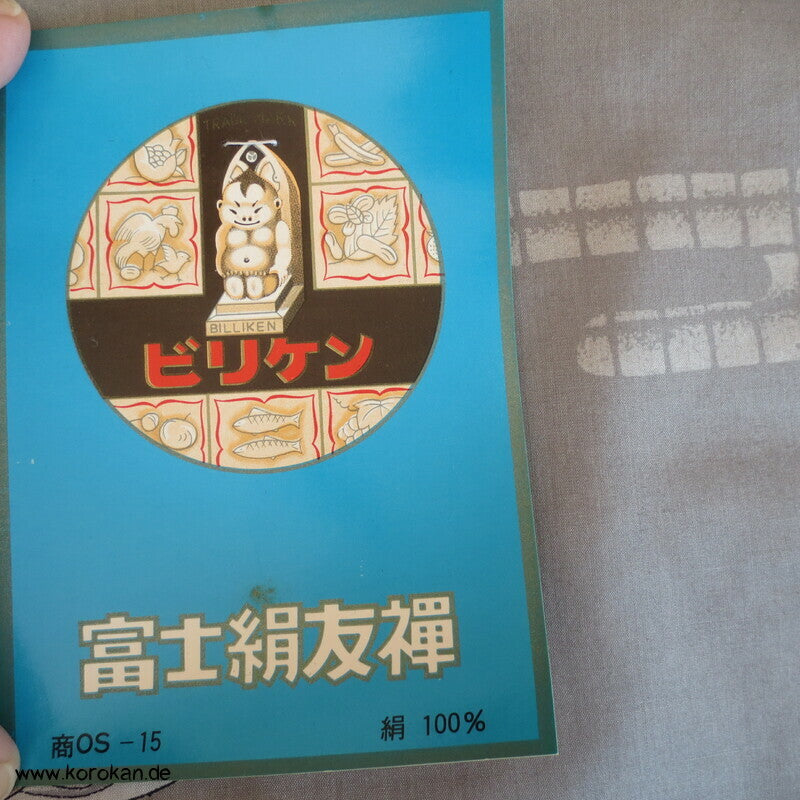 TRADE MARK
BILLIKEN
ビリケン
富士絹友禪
商OS-15
絹 100%
www.korokan.de